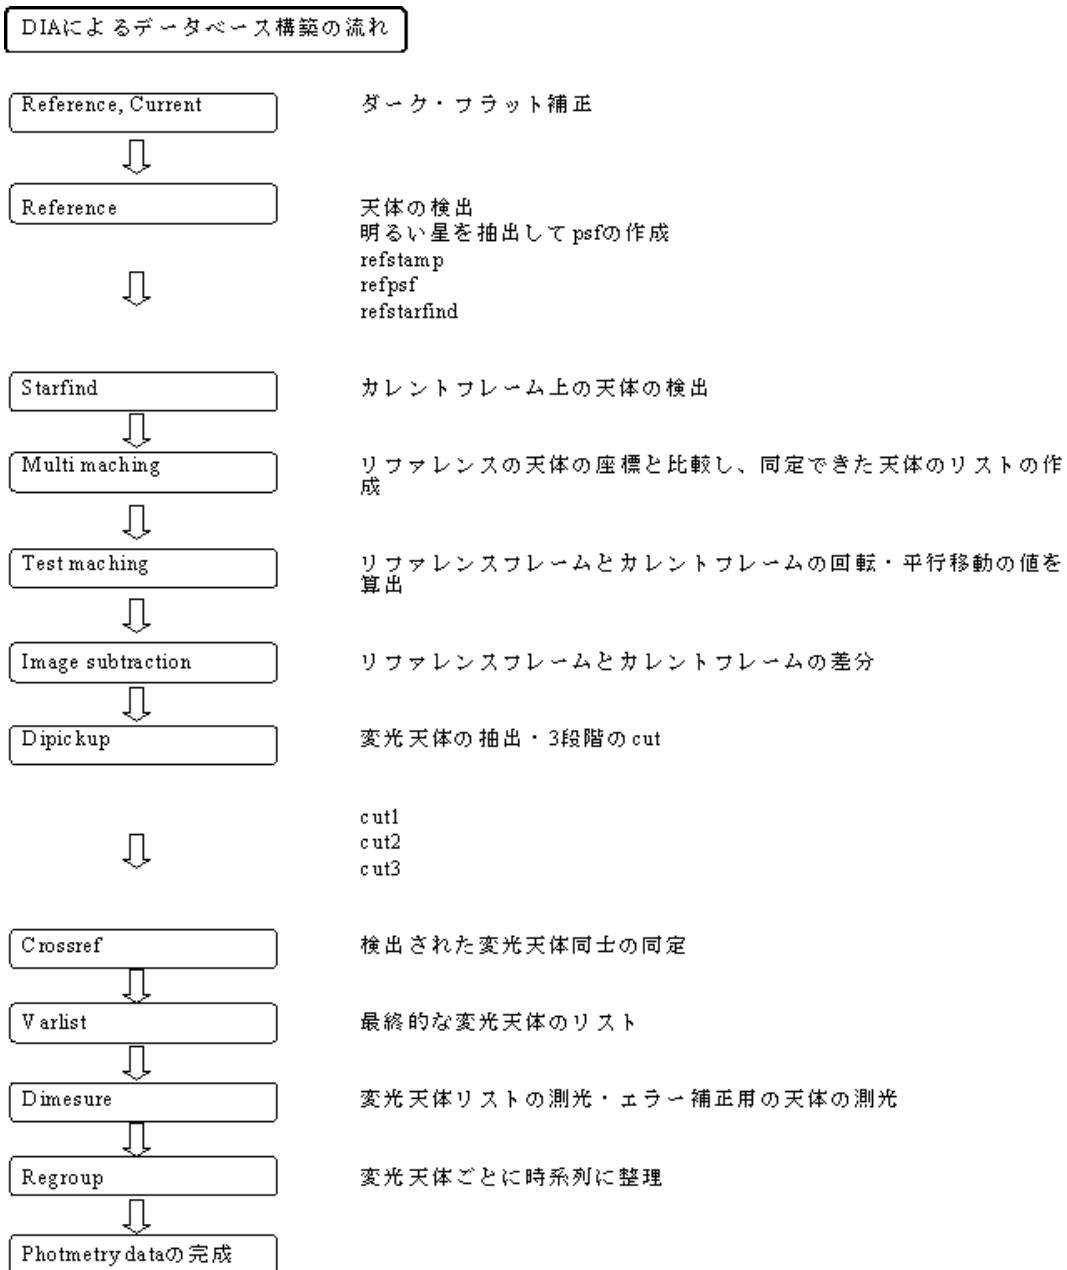 DIAによるデータベース構築の流れ
Reference, Current
ダーク・フラット補正
Reference
天体の検出
明るい星を抽出してpsfの作成
refstamp
refpsf
refstarfind
Starfind
カレントフレーム上の天体の検出
Multi maching
リファレンスの天体の座標と比較し、同定できた天体のリストの作
成
Test maching
リファレンスフレームとカレントフレームの回転・平行移動の値を
算出
Image subtraction
リファレンスフレームとカレントフレームの差分
Dipickup
変光天体の抽出・3段階のcut
cut1
cut2
cut3
Crossref
検出された変光天体同士の同定
Varlist
最終的な変光天体のリスト
Dimesure
変光天体リストの測光・エラー補正用の天体の測光
Regroup
変光天体ごとに時系列に整理
Photmetry dataの完成